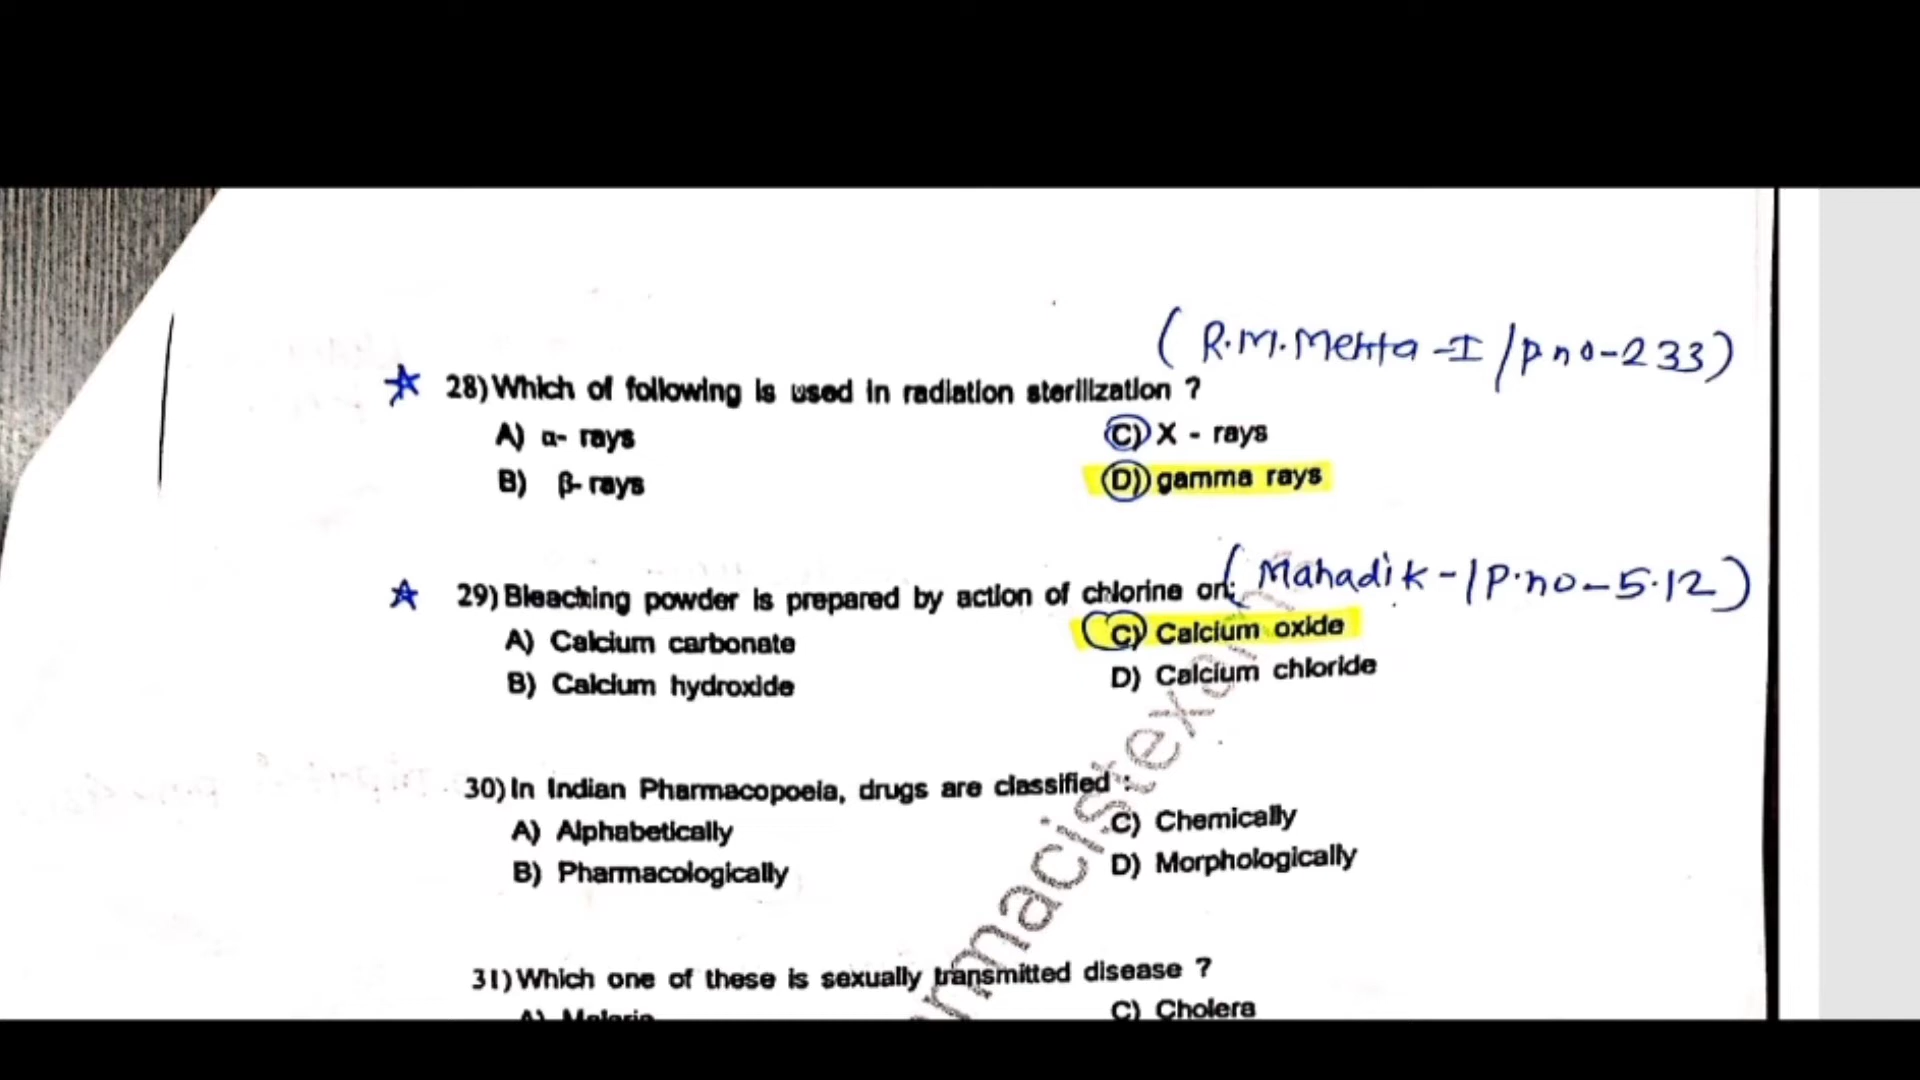 (R.M.Mehta-I/p no-233)
28) Which of following is used in radiation sterilization ?
A) α- rays
C) X - rays
B) β- rays
D) gamma rays
29) Bleaching powder is prepared by action of chlorine on: (Mahadik-1 P.no-5.12)
A) Calcium carbonate
C) Calcium oxide
B) Calcium hydroxide
D) Calcium chloride
30) In Indian Pharmacopoeia, drugs are classified :
A) Alphabetically
C) Chemically
B) Pharmacologically
D) Morphologically
31) Which one of these is sexually transmitted disease ?
A) Malaria
C) Cholera